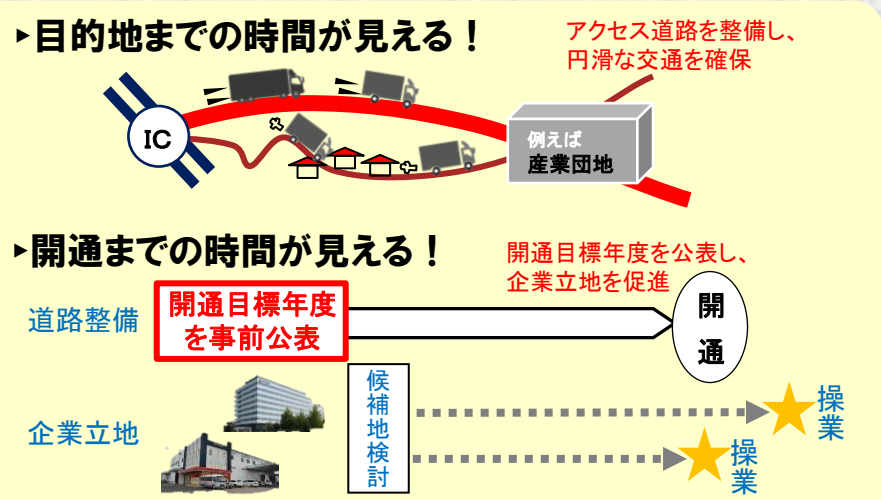 ▸目的地までの時間が見える！
アクセス道路を整備し、
円滑な交通を確保
IC
例えば
産業団地
▸開通までの時間が見える！
開通目標年度を公表し、
企業立地を促進
道路整備
開通目標年度
を事前公表
開通
企業立地
候補地検討
操業
操業